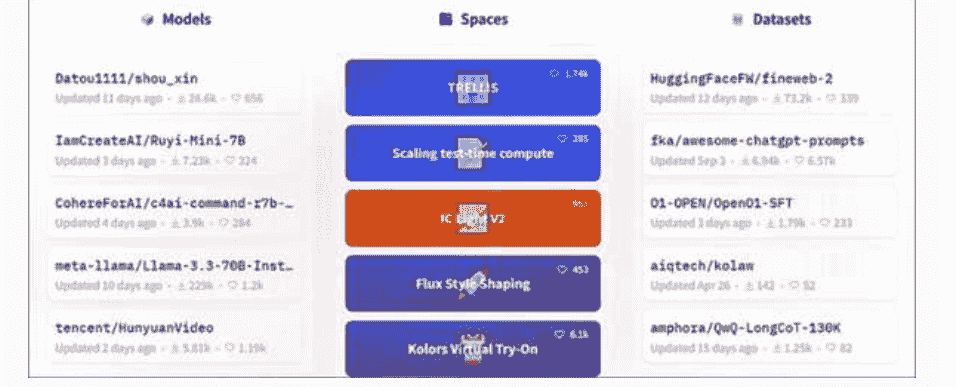 Models
Datou1111/shou_xin
Updated 11 days ago - 26.6k - 656
IamCreateAI/Ruyi-Mini-7B
Updated 3 days ago - 7.23k - 324
CohereForAI/c4ai-command-r7b-…
Updated 4 days ago - 3.9k - 284
meta-llama/Llama-3.3-70B-Inst…
Updated 10 days ago - 229k - 1.2k
tencent/HunyuanVideo
Updated 2 days ago - 5.81k - 1.19k
Spaces
1.74k
TRELLIS
285
Scaling test-time compute
IC V2
453
Flux Style Shaping
6.1k
Kolors Virtual Try-On
Datasets
HuggingFaceFW/fineweb-2
Updated 12 days ago - 73.2k - 339
fka/awesome-chatgpt-prompts
Updated Sep 3 - 6.94k - 6.57k
O1-OPEN/OpenO1-SFT
Updated 3 days ago - 1.79k - 233
aiqtech/kolaw
Updated Apr 26 - 142 - 52
amphora/QwQ-LongCoT-130K
Updated 15 days ago - 1.25k - 82